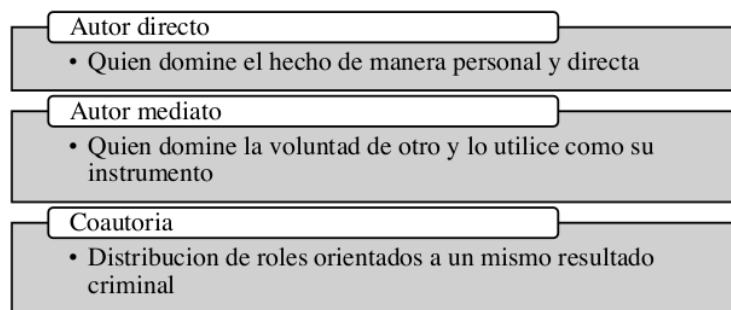 Autor directo
• Quien domine el hecho de manera personal y directa
Autor mediato
• Quien domine la voluntad de otro y lo utilice como su
instrumento
Coautoria
• Distribucion de roles orientados a un mismo resultado
criminal